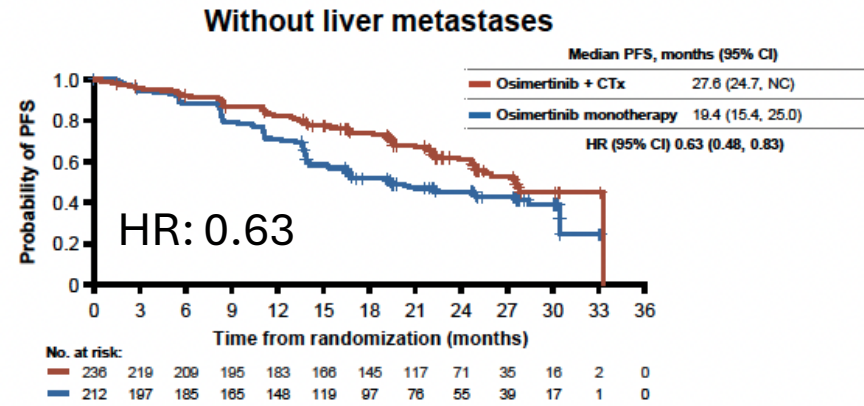 Without liver metastases
Median PFS, months (95% CI)
Osimertinib + CTx 27.6 (24.7, NC)
Osimertinib monotherapy 19.4 (15.4, 25.0)
HR (95% CI) 0.63 (0.48, 0.83)
Probability of PFS
1.0
0.8
0.6
0.4
0.2
0
HR: 0.63
0 3 6 9 12 15 18 21 24 27 30 33 36
Time from randomization (months)
No. at risk:
236 219 209 195 183 166 145 117 71 35 16 2 0
212 197 185 165 148 119 97 76 55 39 17 1 0